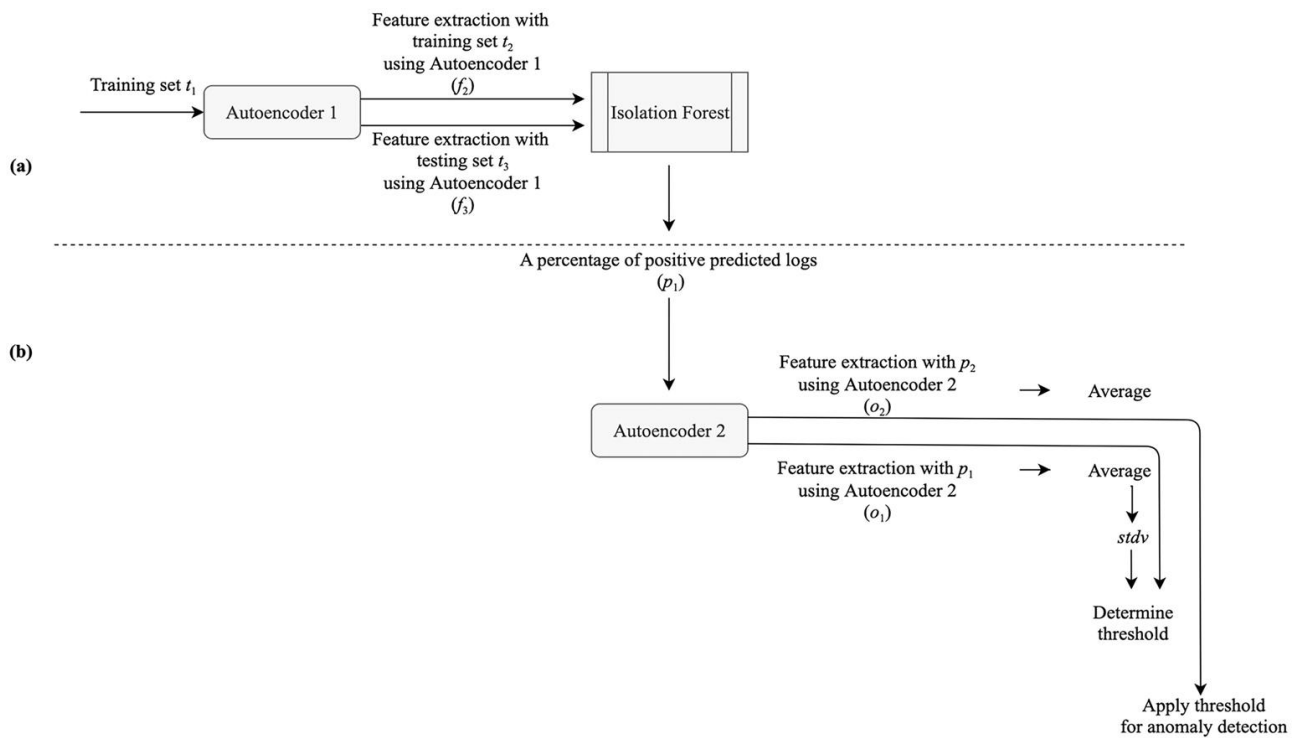 Feature extraction with
training set t₂
using Autoencoder 1
(f₂)
Training set t₁
Autoencoder 1
Isolation Forest
Feature extraction with
testing set t₃
using Autoencoder 1
(f₃)
(a)
A percentage of positive predicted logs
(p₁)
(b)
Feature extraction with p₂
using Autoencoder 2
(o₂)
Average
Autoencoder 2
Feature extraction with p₁
using Autoencoder 2
(o₁)
Average
stdv
Determine
threshold
Apply threshold
for anomaly detection